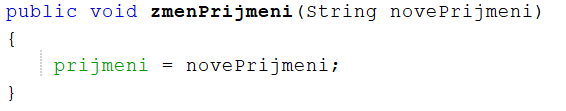 public void zmenPrijmeni(String novePrijmeni)
{
prijmeni = novePrijmeni;
}